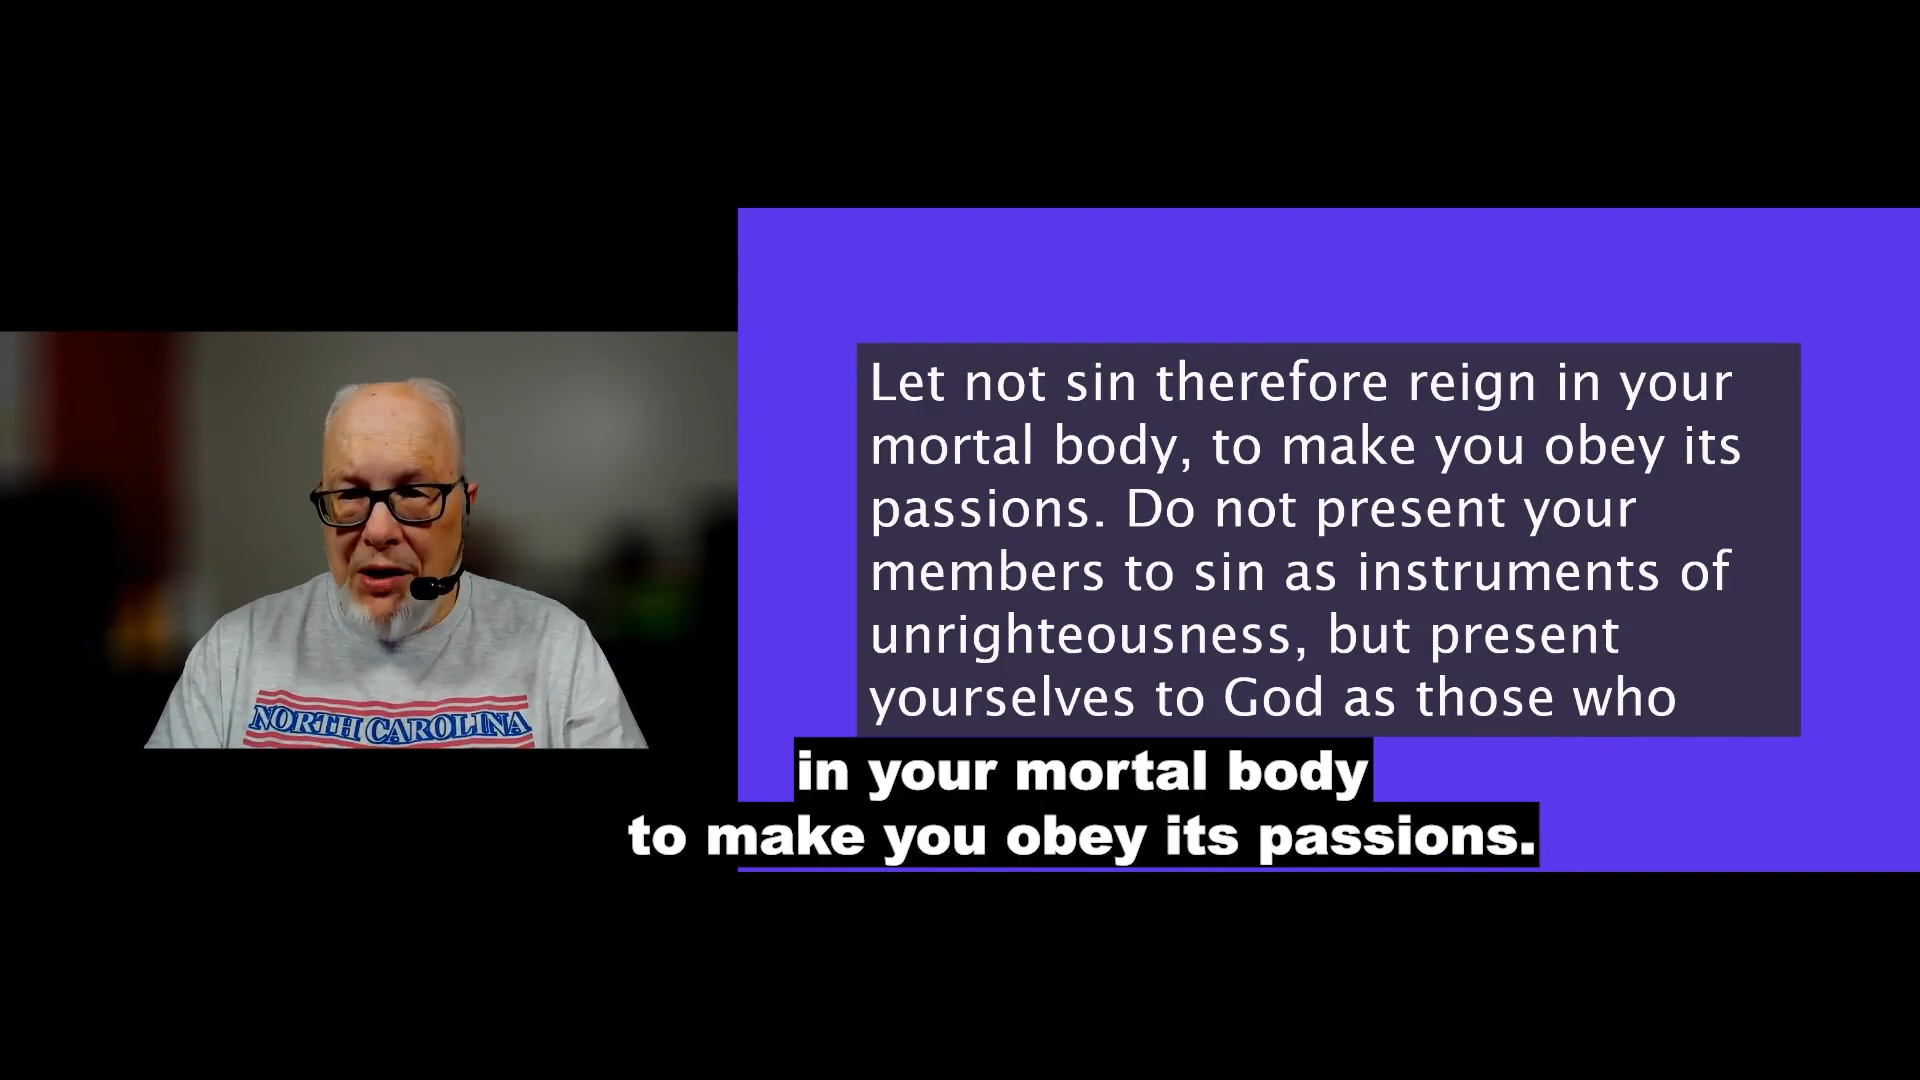 Let not sin therefore reign in your
mortal body, to make you obey its
passions. Do not present your
members to sin as instruments of
unrighteousness, but present
yourselves to God as those who
in your mortal body
to make you obey its passions.
NORTH CAROLINA